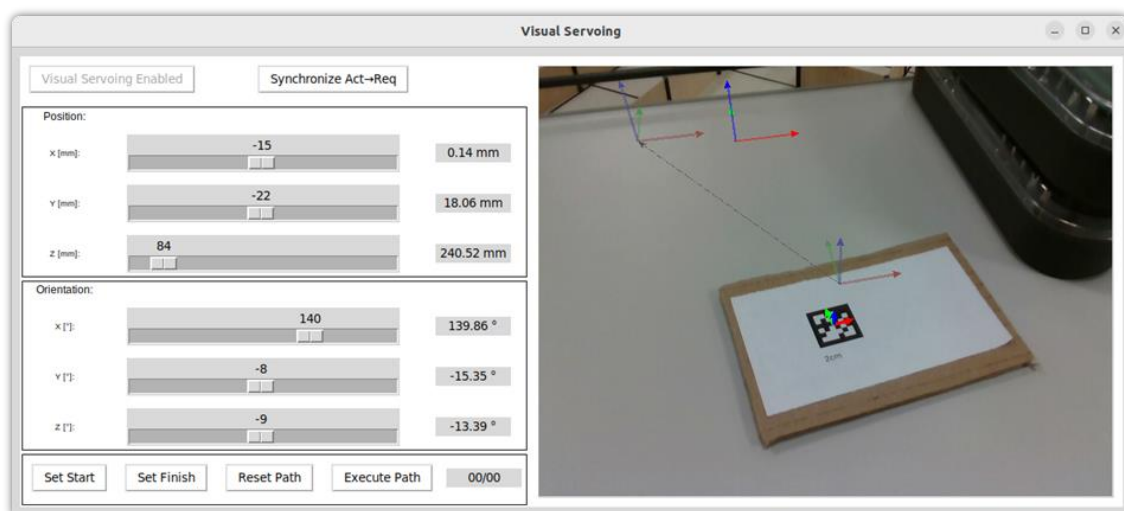 Visual Servoing
Visual Servoing Enabled
Synchronize Act→Req
Position:
X [mm]:
-15
0.14 mm
Y [mm]:
-22
18.06 mm
Z [mm]:
84
240.52 mm
Orientation:
X [°]:
140
139.86 °
Y [°]:
-8
-15.35 °
Z [°]:
-9
-13.39 °
Set Start
Set Finish
Reset Path
Execute Path
00/00
2cm